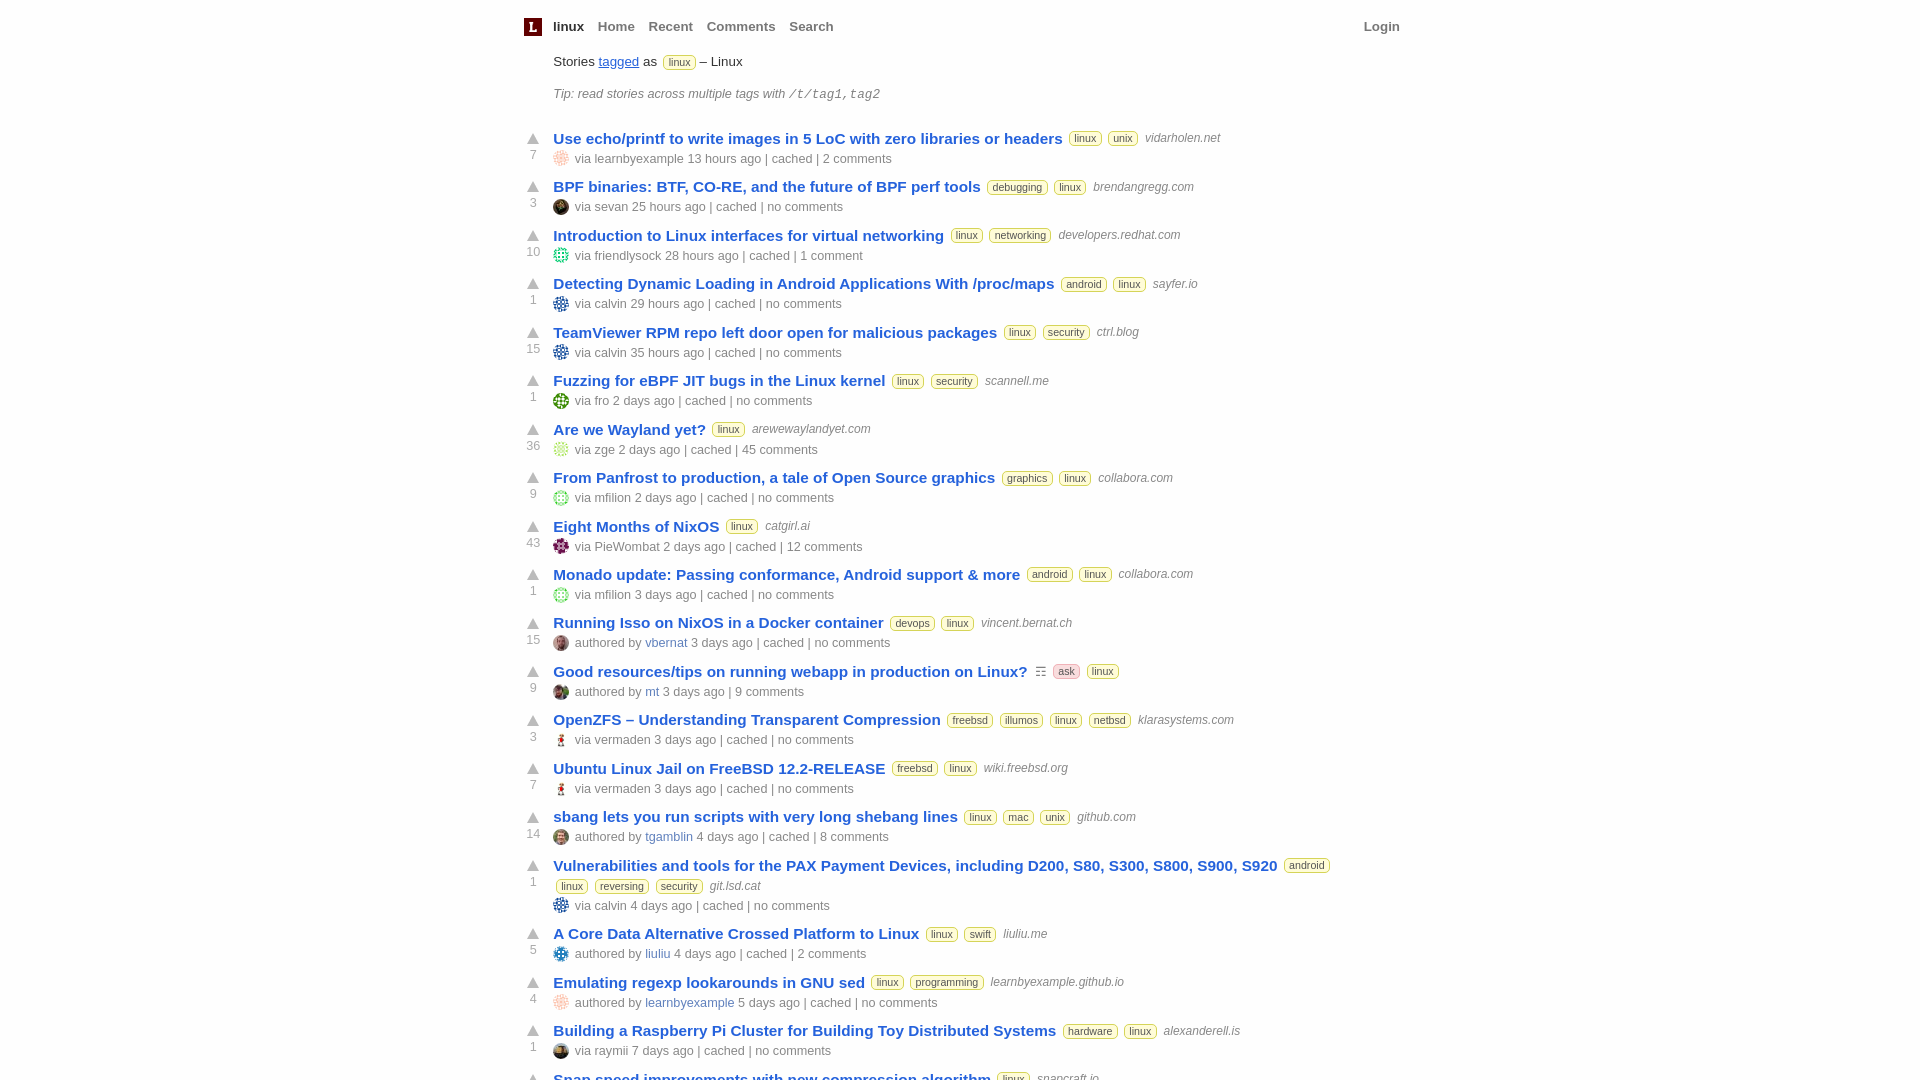 L linux Home Recent Comments Search Login
Stories tagged as linux – Linux
Tip: read stories across multiple tags with /t/tag1,tag2
Use echo/printf to write images in 5 LoC with zero libraries or headers linux unix vidarholen.net
7 via learnbyexample 13 hours ago | cached | 2 comments
BPF binaries: BTF, CO-RE, and the future of BPF perf tools debugging linux brendangregg.com
3 via sevan 25 hours ago | cached | no comments
Introduction to Linux interfaces for virtual networking linux networking developers.redhat.com
10 via friendlysock 28 hours ago | cached | 1 comment
Detecting Dynamic Loading in Android Applications With /proc/maps android linux sayfer.io
1 via calvin 29 hours ago | cached | no comments
TeamViewer RPM repo left door open for malicious packages linux security ctrl.blog
15 via calvin 35 hours ago | cached | no comments
Fuzzing for eBPF JIT bugs in the Linux kernel linux security scannell.me
1 via fro 2 days ago | cached | no comments
Are we Wayland yet? linux arewewaylandyet.com
36 via zge 2 days ago | cached | 45 comments
From Panfrost to production, a tale of Open Source graphics graphics linux collabora.com
9 via mfilion 2 days ago | cached | no comments
Eight Months of NixOS linux catgirl.ai
43 via PieWombat 2 days ago | cached | 12 comments
Monado update: Passing conformance, Android support & more android linux collabora.com
1 via mfilion 3 days ago | cached | no comments
Running Isso on NixOS in a Docker container devops linux vincent.bernat.ch
15 authored by vbernat 3 days ago | cached | no comments
Good resources/tips on running webapp in production on Linux? ☶ ask linux
9 authored by mt 3 days ago | 9 comments
OpenZFS – Understanding Transparent Compression freebsd illumos linux netbsd klarasystems.com
3 via vermaden 3 days ago | cached | no comments
Ubuntu Linux Jail on FreeBSD 12.2-RELEASE freebsd linux wiki.freebsd.org
7 via vermaden 3 days ago | cached | no comments
sbang lets you run scripts with very long shebang lines linux mac unix github.com
14 authored by tgamblin 4 days ago | cached | 8 comments
Vulnerabilities and tools for the PAX Payment Devices, including D200, S80, S300, S800, S900, S920 android
1 linux reversing security git.lsd.cat
via calvin 4 days ago | cached | no comments
A Core Data Alternative Crossed Platform to Linux linux swift liuliu.me
5 authored by liuliu 4 days ago | cached | 2 comments
Emulating regexp lookarounds in GNU sed linux programming learnbyexample.github.io
4 authored by learnbyexample 5 days ago | cached | no comments
Building a Raspberry Pi Cluster for Building Toy Distributed Systems hardware linux alexanderell.is
1 via raymii 7 days ago | cached | no comments
Snap speed improvements with new compression algorithm linux snapcraft.io